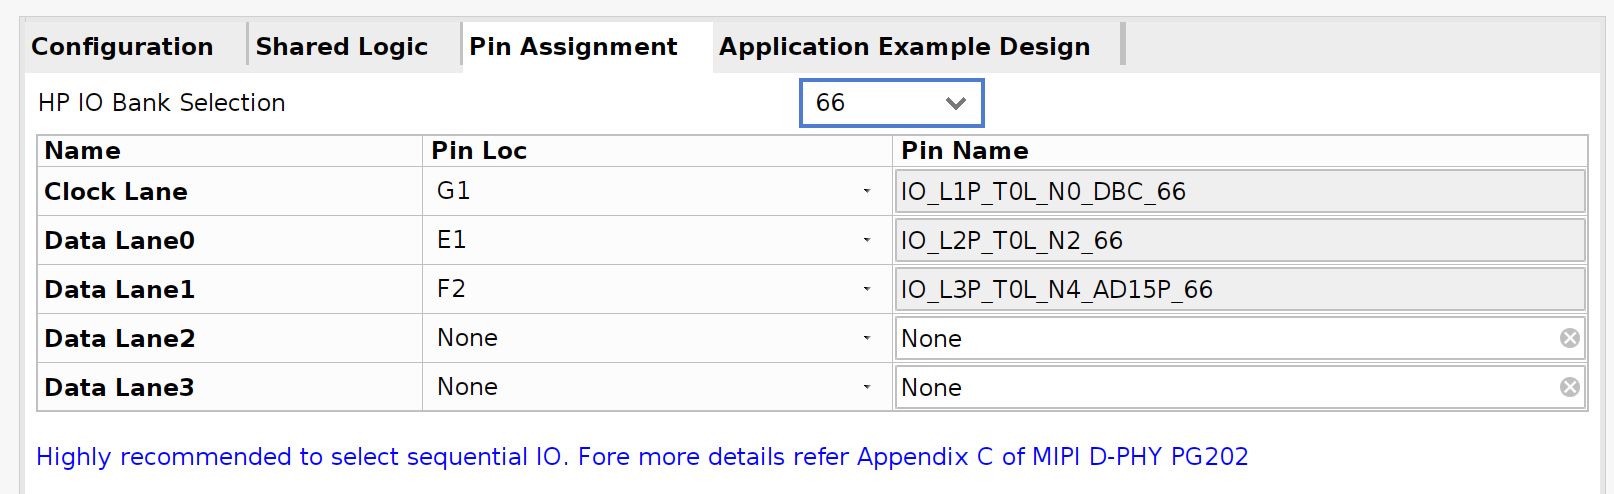 Configuration Shared Logic Pin Assignment Application Example Design
HP IO Bank Selection 66
Name Pin Loc Pin Name
Clock Lane G1 IO_L1P_T0L_N0_DBC_66
Data Lane0 E1 IO_L2P_T0L_N2_66
Data Lane1 F2 IO_L3P_T0L_N4_AD15P_66
Data Lane2 None None
Data Lane3 None None
Highly recommended to select sequential IO. Fore more details refer Appendix C of MIPI D-PHY PG202